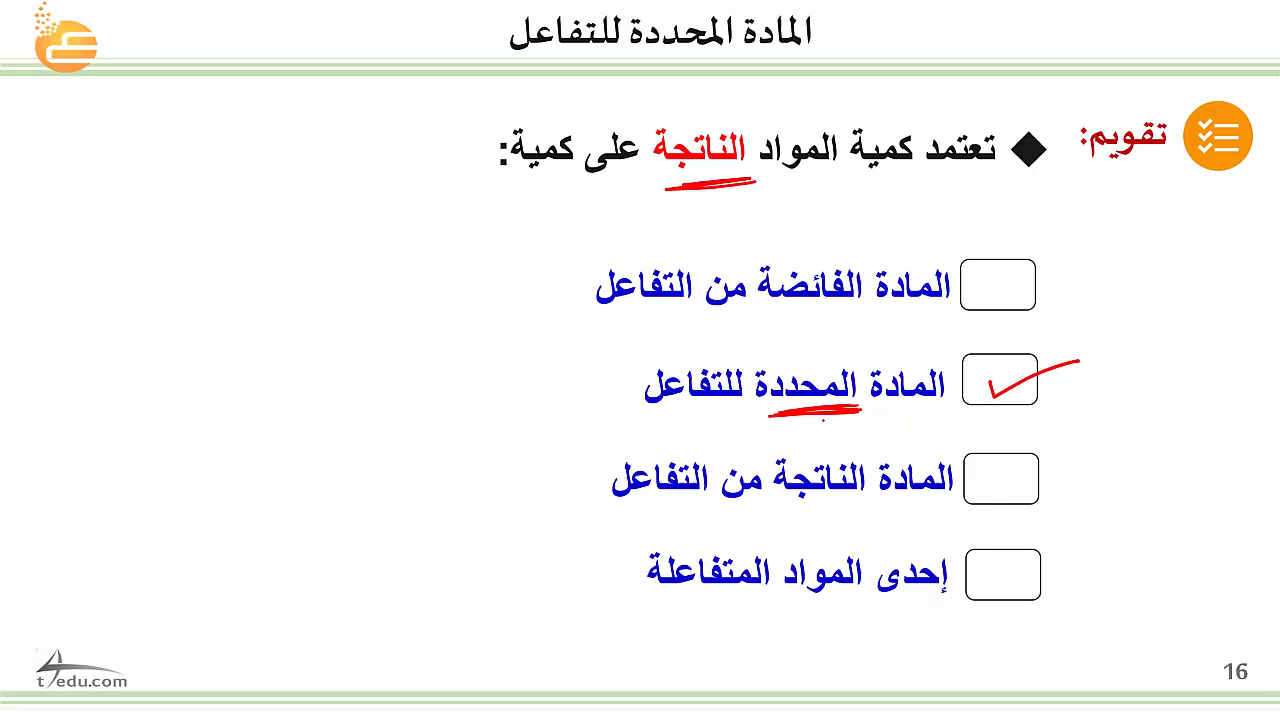 المادة المحددة للتفاعل
تقويم:
◆ تعتمد كمية المواد الناتجة على كمية:
المادة الفائضة من التفاعل
المادة المحددة للتفاعل
المادة الناتجة من التفاعل
إحدى المواد المتفاعلة
t4edu.com
16